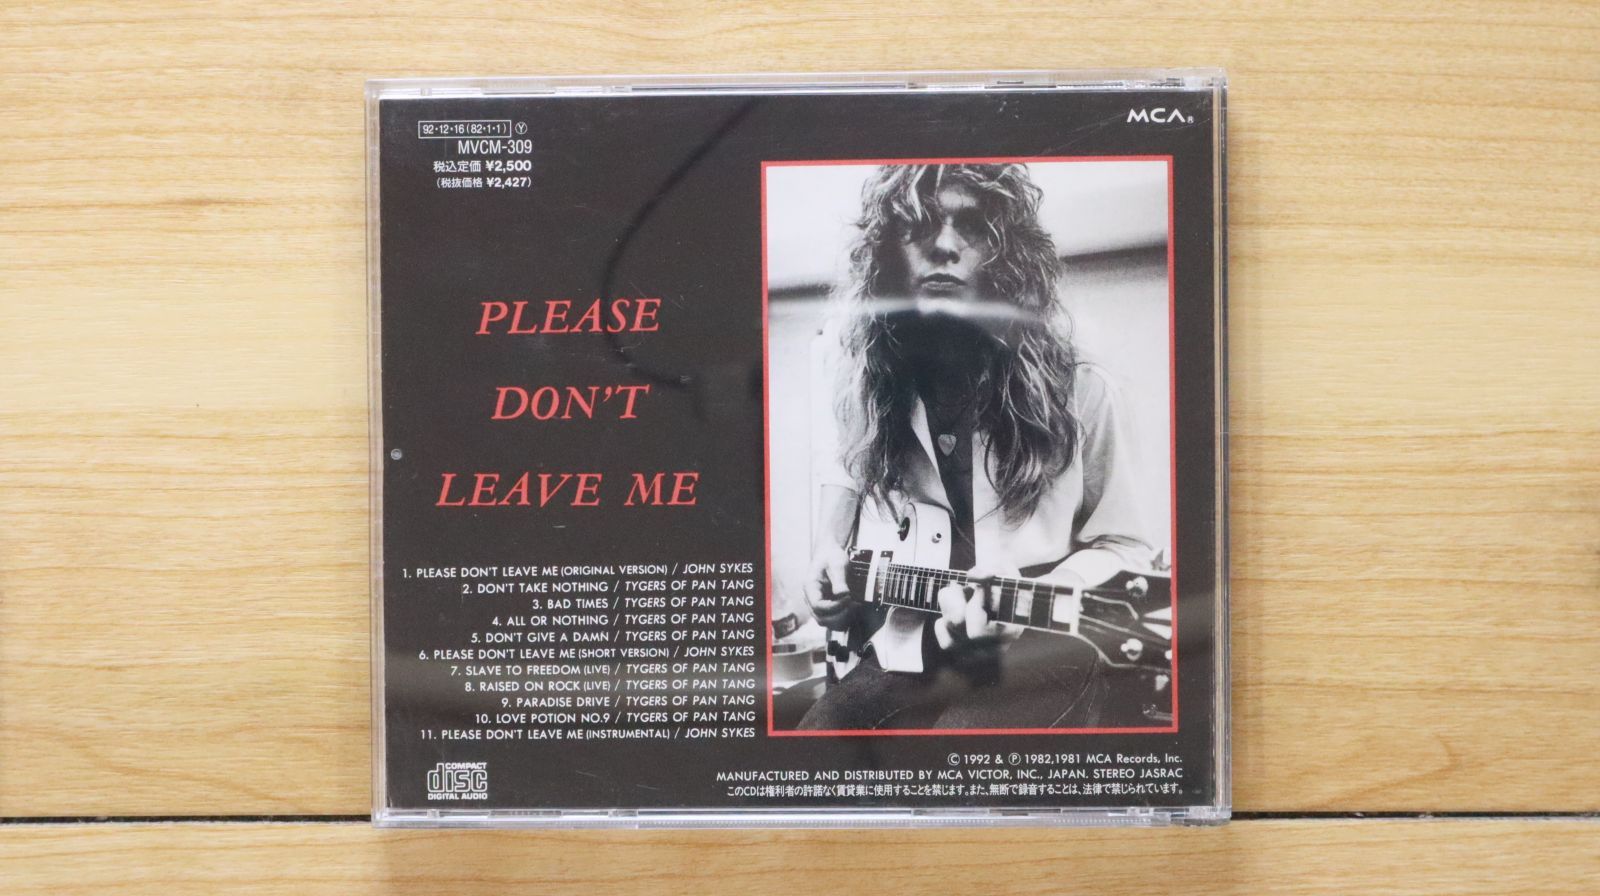 92·12·16(82·1·1) Ⓨ
MVCM-309
税込定価 ¥2,500
(税抜価格 ¥2,427)
MCA®
PLEASE
DON'T
LEAVE ME
1. PLEASE DON'T LEAVE ME (ORIGINAL VERSION) / JOHN SYKES
2. DON'T TAKE NOTHING / TYGERS OF PAN TANG
3. BAD TIMES / TYGERS OF PAN TANG
4. ALL OR NOTHING / TYGERS OF PAN TANG
5. DON'T GIVE A DAMN / TYGERS OF PAN TANG
6. PLEASE DON'T LEAVE ME (SHORT VERSION) / JOHN SYKES
7. SLAVE TO FREEDOM (LIVE) / TYGERS OF PAN TANG
8. RAISED ON ROCK (LIVE) / TYGERS OF PAN TANG
9. PARADISE DRIVE / TYGERS OF PAN TANG
10. LOVE POTION NO.9 / TYGERS OF PAN TANG
11. PLEASE DON'T LEAVE ME (INSTRUMENTAL) / JOHN SYKES
COMPACT
disc
DIGITAL AUDIO
Ⓒ 1992 & Ⓟ 1982,1981 MCA Records, Inc.
MANUFACTURED AND DISTRIBUTED BY MCA VICTOR, INC., JAPAN. STEREO JASRAC
このCDは権利者の許諾なく賃貸業に使用することを禁じます。また、無断で録音することは、法律で禁じられています。